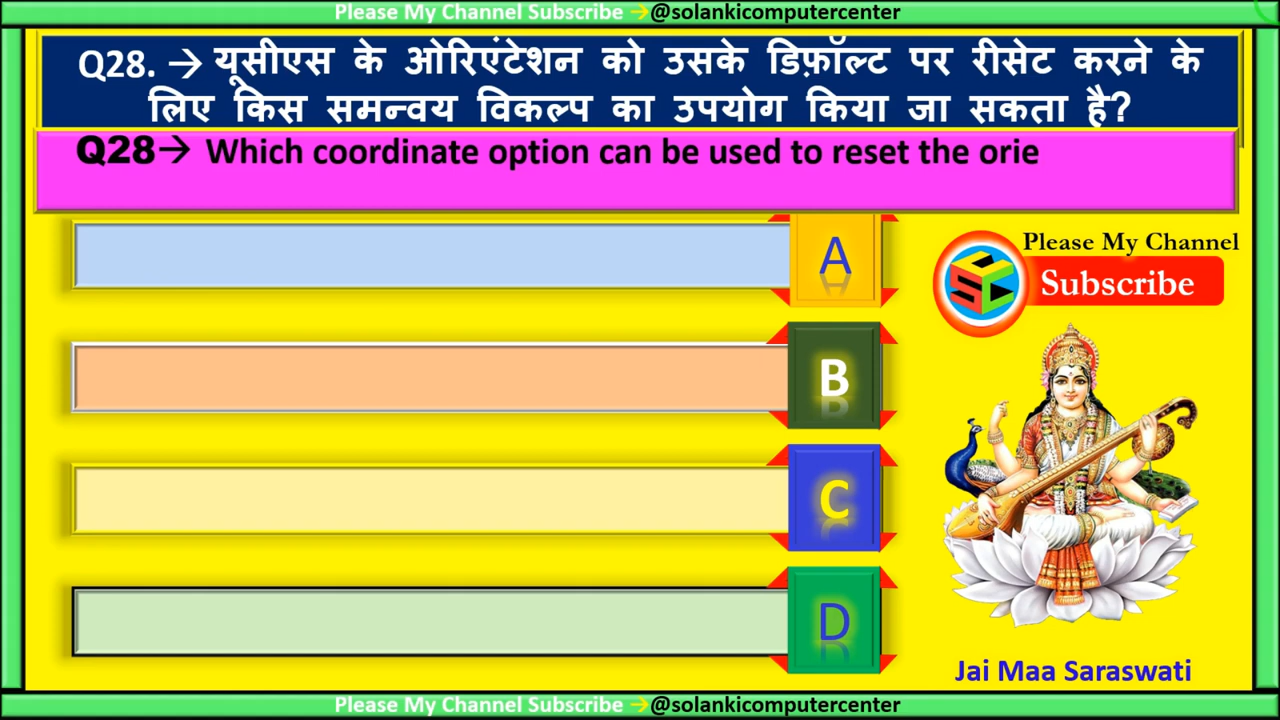 Please My Channel Subscribe →@solankicomputercenter
Q28. → यूसीएस के ओरिएंटेशन को उसके डिफ़ॉल्ट पर रीसेट करने के
लिए किस समन्वय विकल्प का उपयोग किया जा सकता है?
Q28→ Which coordinate option can be used to reset the orie
A
Please My Channel
Subscribe
B
C
D
Jai Maa Saraswati
Please My Channel Subscribe →@solankicomputercenter